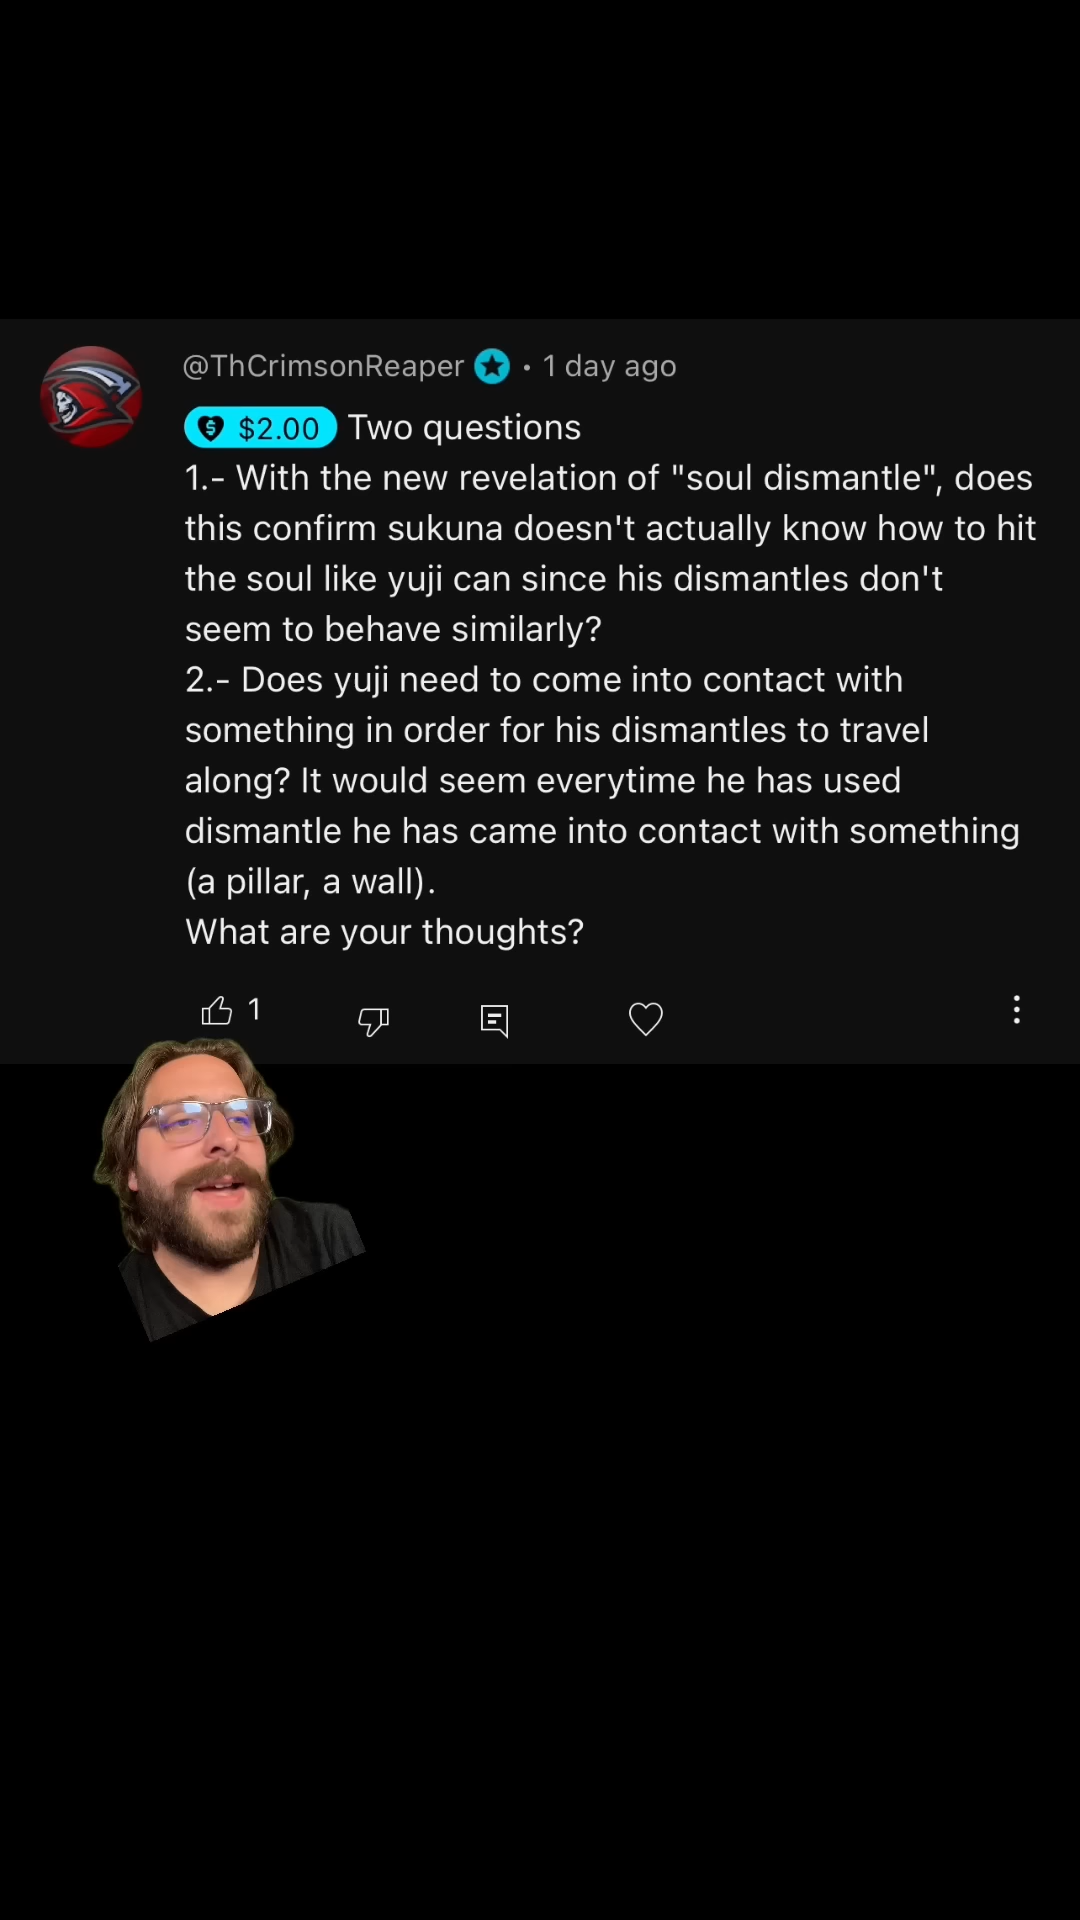 @ThCrimsonReaper • 1 day ago
$2.00 Two questions
1.- With the new revelation of "soul dismantle", does
this confirm sukuna doesn't actually know how to hit
the soul like yuji can since his dismantles don't
seem to behave similarly?
2.- Does yuji need to come into contact with
something in order for his dismantles to travel
along? It would seem everytime he has used
dismantle he has came into contact with something
(a pillar, a wall).
What are your thoughts?
1